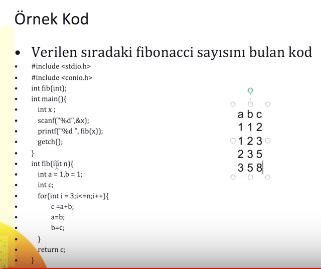 Örnek Kod
• Verilen sıradaki fibonacci sayısını bulan kod
• #include <stdio.h>
• #include <conio.h>
• int fib(int);
• int main(){
• int x ;
• scanf("%d",&x);
• printf("%d ", fib(x));
• getch();
• }
• int fib(int n){
• int a = 1,b = 1;
• int c;
• for(int i = 3;i<=n;i++){
• c =a+b;
• a=b;
• b=c;
• }
• return c;
• }
a b c
1 1 2
1 2 3
2 3 5
3 5 8